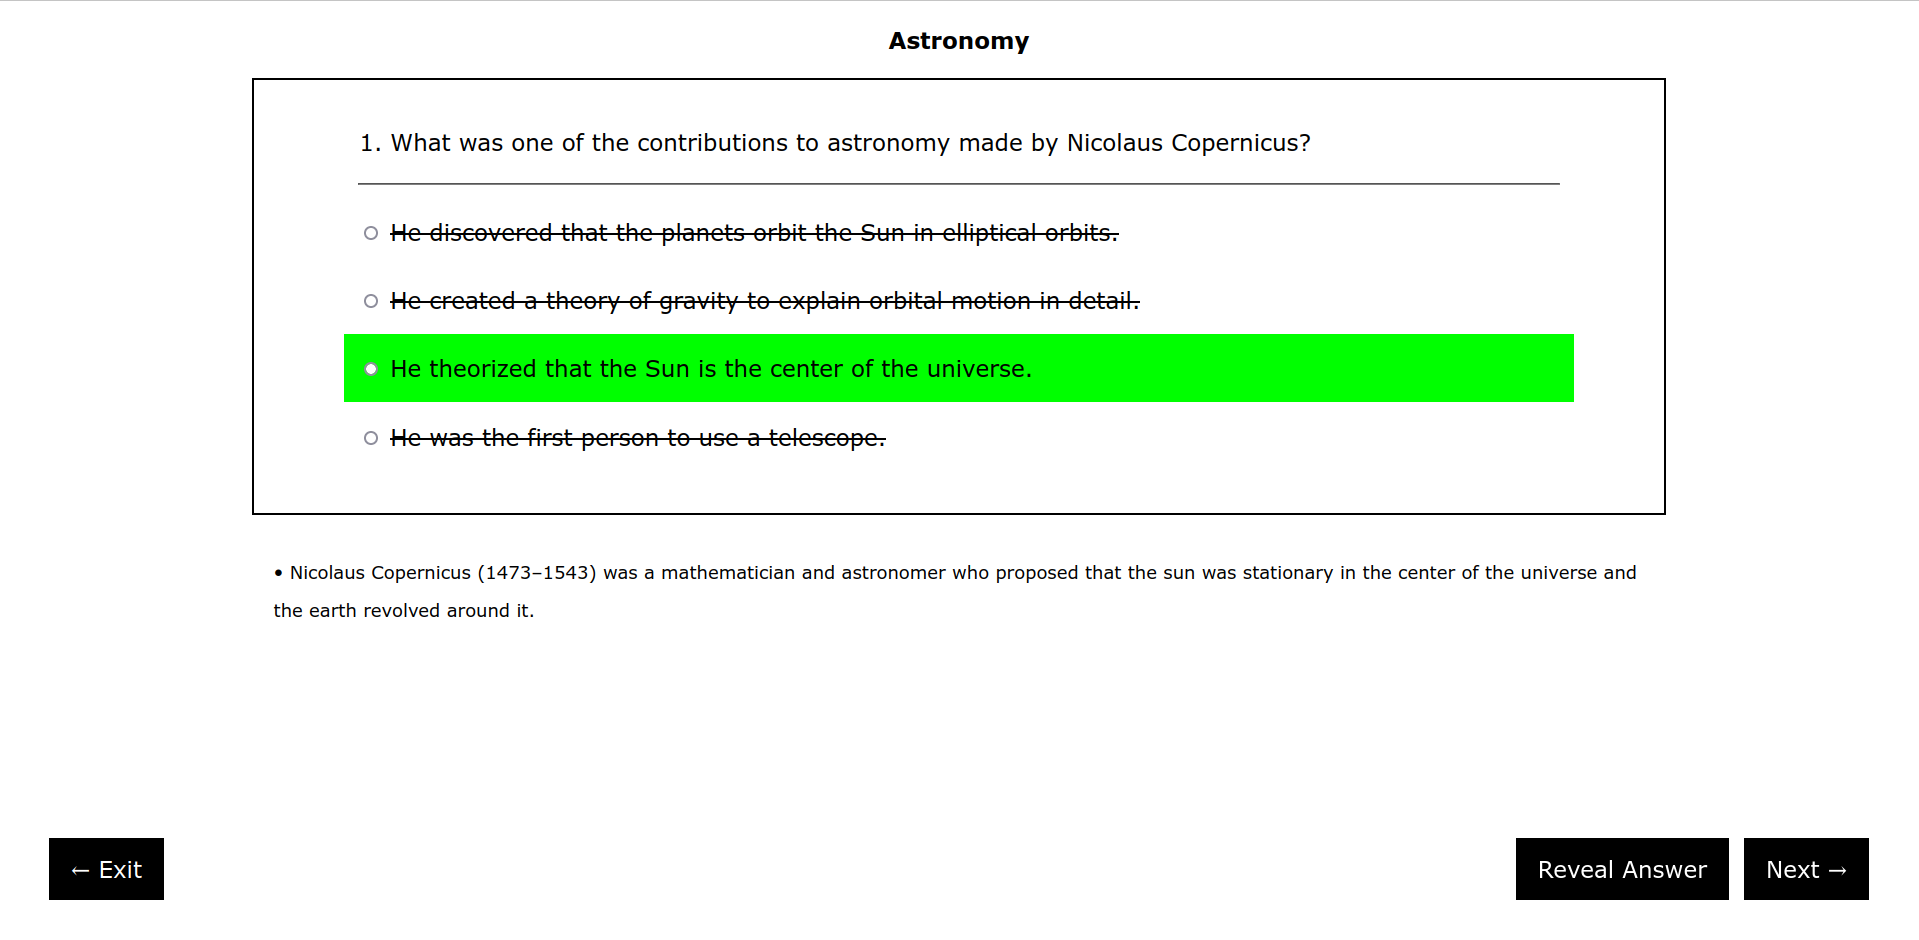 Astronomy
1. What was one of the contributions to astronomy made by Nicolaus Copernicus?
He discovered that the planets orbit the Sun in elliptical orbits.
He created a theory of gravity to explain orbital motion in detail.
He theorized that the Sun is the center of the universe.
He was the first person to use a telescope.
• Nicolaus Copernicus (1473–1543) was a mathematician and astronomer who proposed that the sun was stationary in the center of the universe and
the earth revolved around it.
← Exit
Reveal Answer
Next →